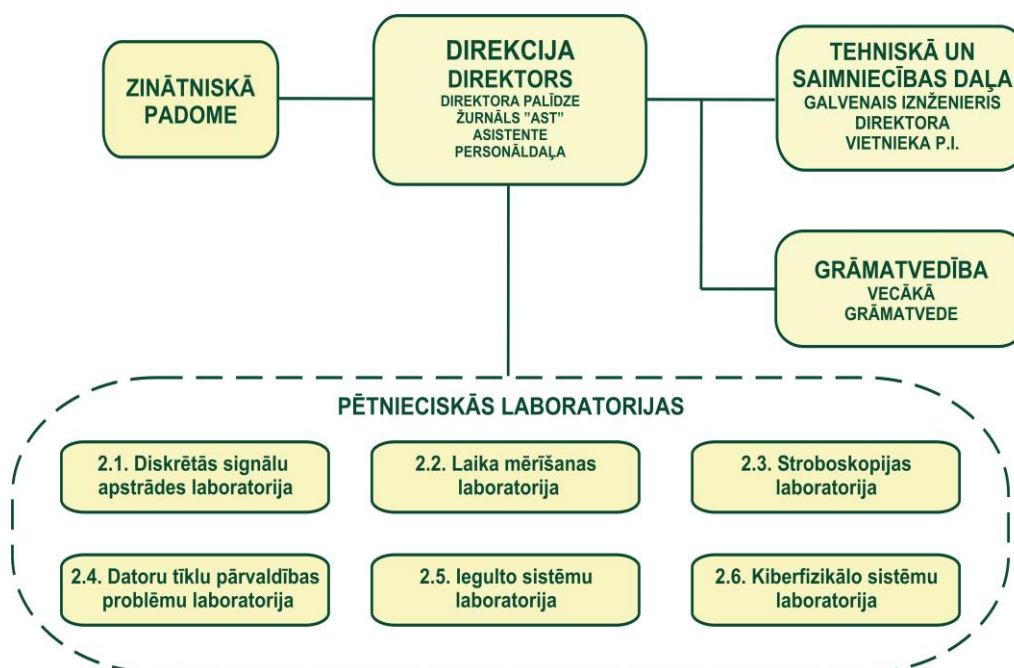 ZINĀTNISKĀ
PADOME
DIREKCIJA
DIREKTORS
DIREKTORA PALĪDZE
ŽURNĀLS ”AST”
ASISTENTE
PERSONĀLDAĻA
TEHNISKĀ UN
SAIMNIECĪBAS DAĻA
GALVENAIS IZNŽENIERIS
DIREKTORA
VIETNIEKA P.I.
GRĀMATVEDĪBA
VECĀKĀ
GRĀMATVEDE
PĒTNIECISKĀS LABORATORIJAS
2.1. Diskrētās signālu
apstrādes laboratorija
2.2. Laika mērīšanas
laboratorija
2.3. Stroboskopijas
laboratorija
2.4. Datoru tīklu pārvaldības
problēmu laboratorija
2.5. Iegulto sistēmu
laboratorija
2.6. Kiberfizikālo sistēmu
laboratorija